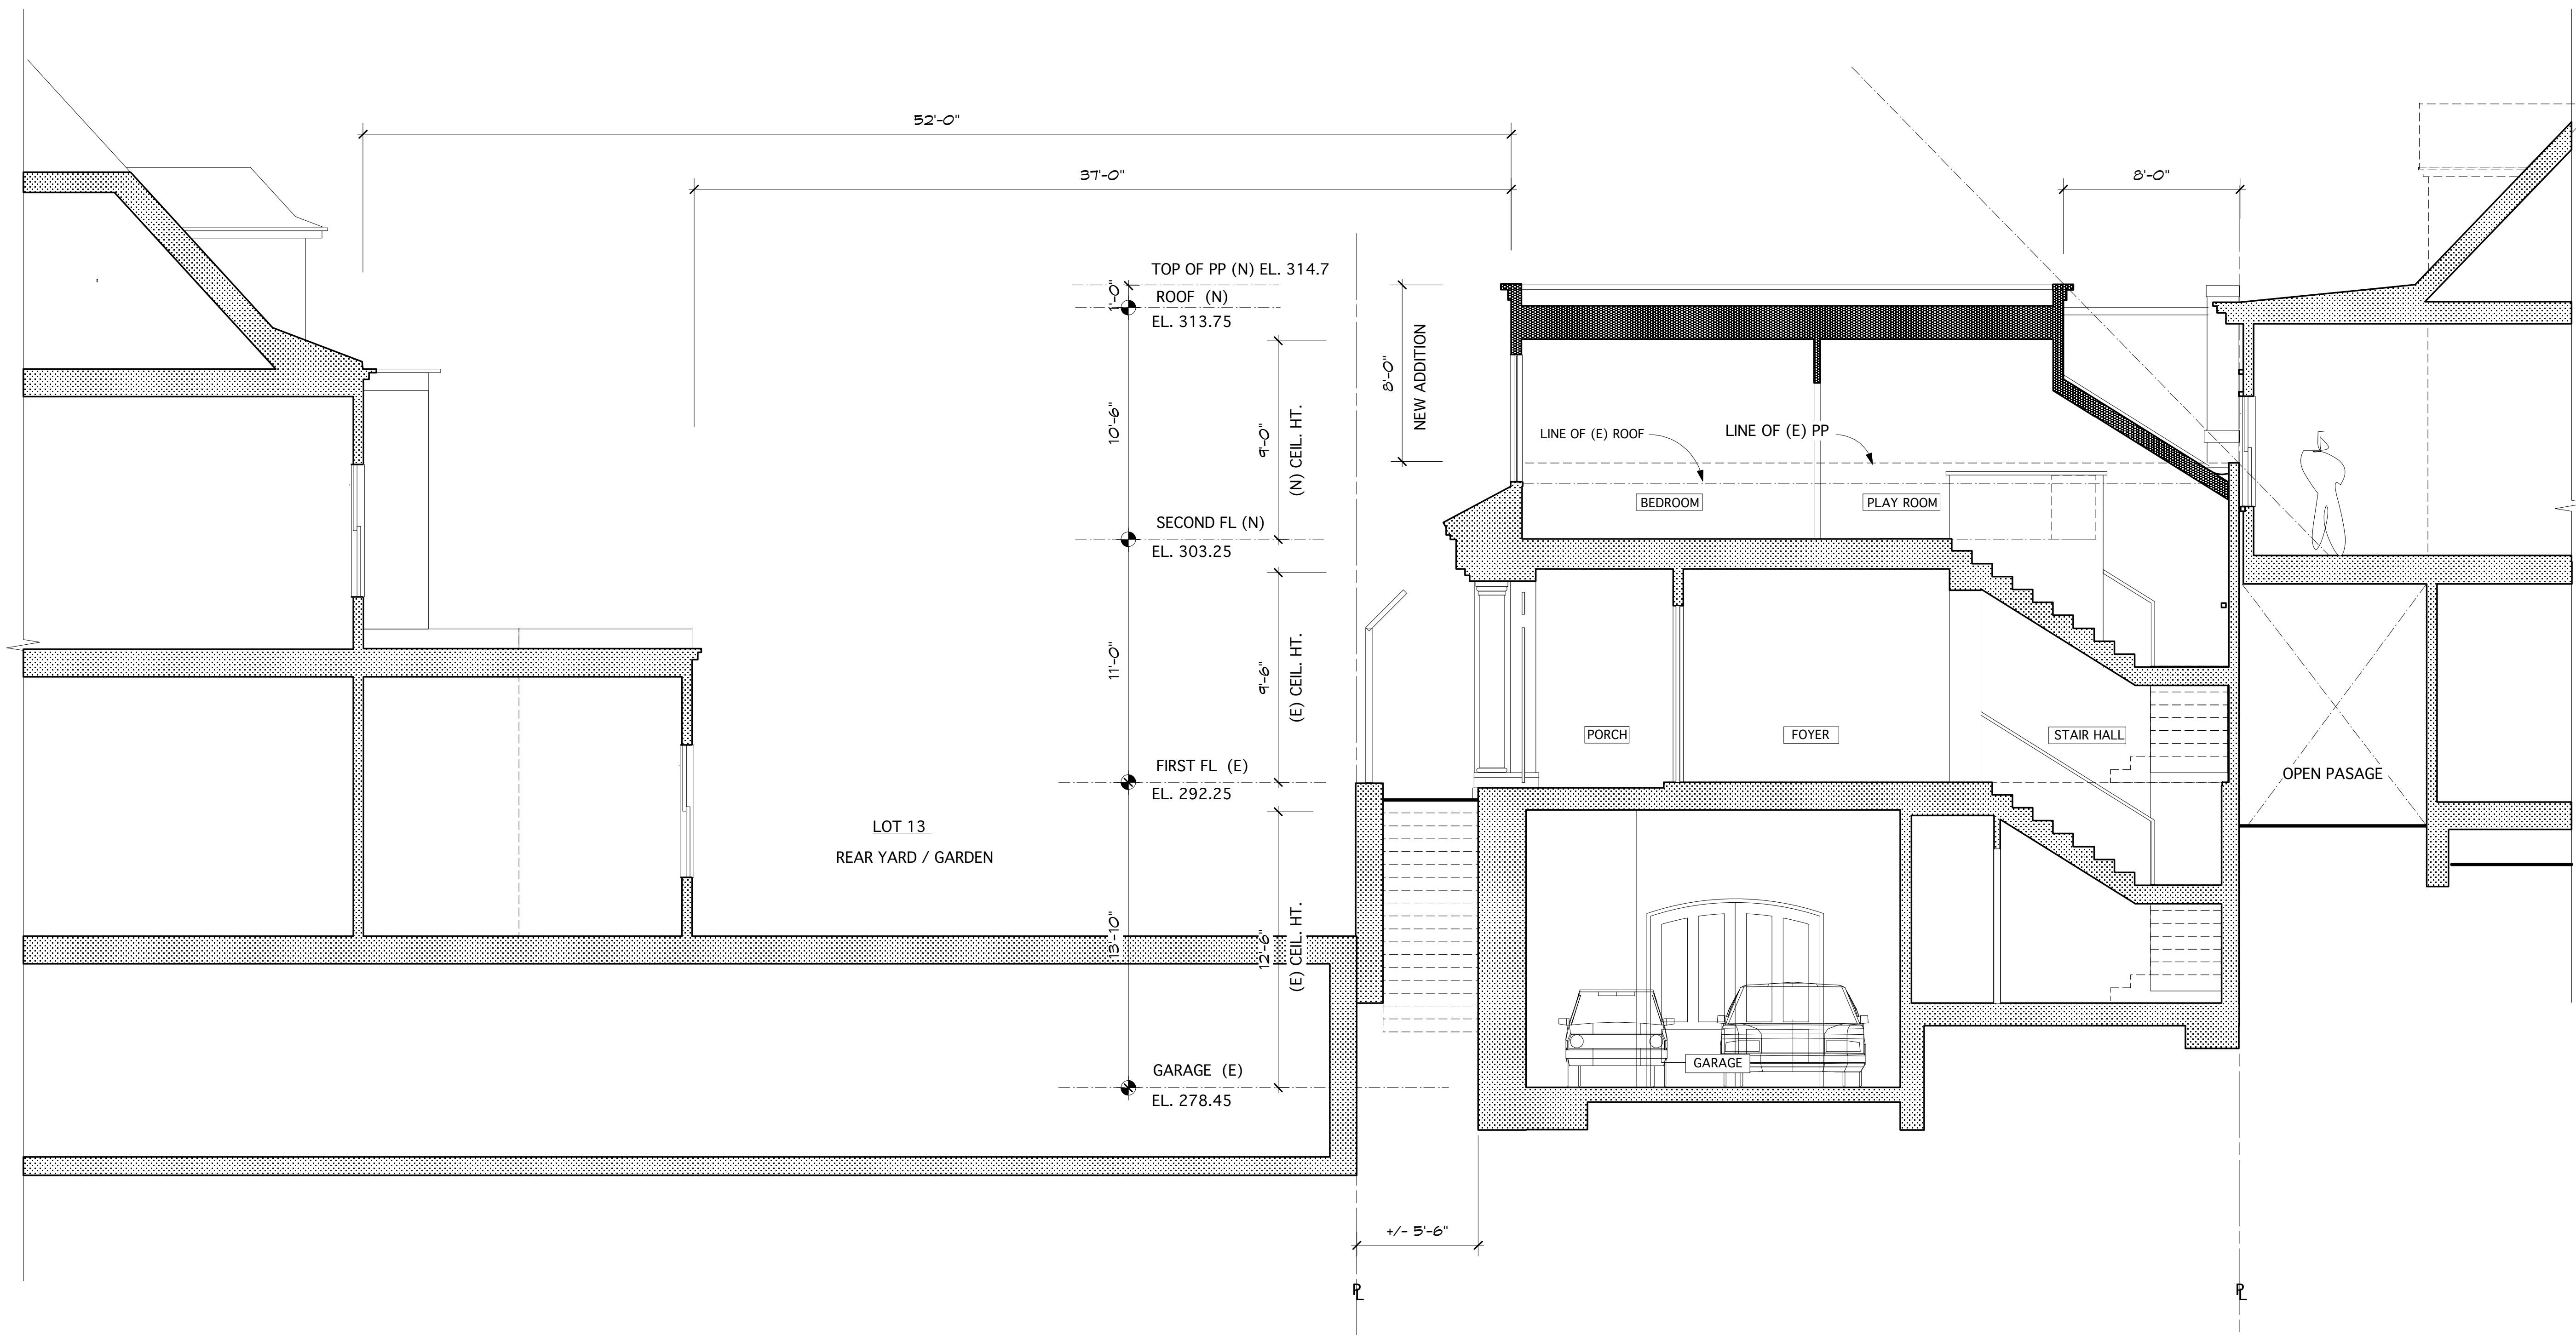 52'-0"
37'-0"
8'-0"
TOP OF PP (N) EL. 314.7
1'-0"
ROOF (N)
EL. 313.75
8'-0"
NEW ADDITION
10'-6"
9'-0"
(N) CEIL. HT.
LINE OF (E) ROOF
LINE OF (E) PP
BEDROOM
PLAY ROOM
SECOND FL (N)
EL. 303.25
11'-0"
9'-6"
(E) CEIL. HT.
PORCH
FOYER
STAIR HALL
FIRST FL (E)
EL. 292.25
OPEN PASAGE
LOT 13
REAR YARD / GARDEN
13'-10"
12'-6"
(E) CEIL. HT.
GARAGE
GARAGE (E)
EL. 278.45
+/- 5'-6"
PL
PL